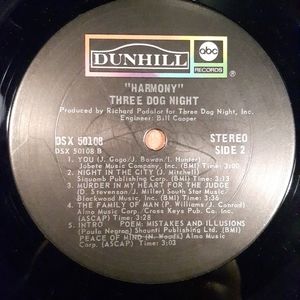 DUNHILL
abc
RECORDS
"HARMONY"
THREE DOG NIGHT
Produced by Richard Podolor for Three Dog Night, Inc.
Engineer: Bill Cooper
DSX 50108
DSX 50108 B
STEREO
SIDE 2
1. YOU (J. Goga/J. Bowen/I. Hunter)
Jobete Music Company, Inc. (BMI) Time: 3:00
2. NIGHT IN THE CITY (J. Mitchell)
Siquomb Publishing Corp. (BMI) Time: 3:13
3. MURDER IN MY HEART FOR THE JUDGE
(D. Stevenson/J. Miller) South Star Music/
Blackwood Music, Inc. (BMI) Time: 3:36
4. THE FAMILY OF MAN (P. Williams/J. Conrad)
Almo Music Corp./Cross Keys Pub. Co. Inc.
(ASCAP) Time: 3:28
5. INTRO POEM: MISTAKES AND ILLUSIONS
(Paula Negron) Shaunti Publishing Ltd. (BMI)
PEACE OF MIND (N. Woods) Almo Music
Corp. (ASCAP) Time: 3:03